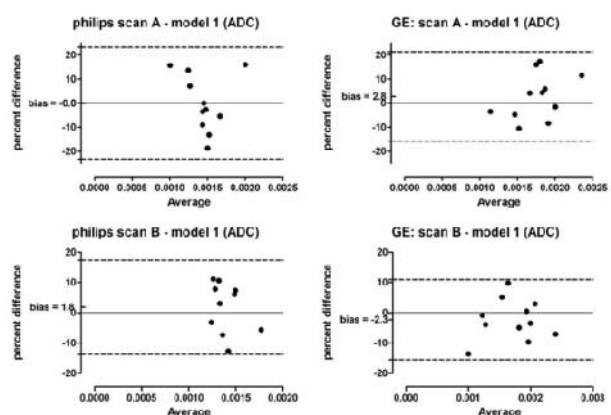 philips scan A - model 1 (ADC)
percent difference
20
10
0
-10
-20
bias = -0.0
0.0000 0.0005 0.0010 0.0015 0.0020 0.0025
Average
GE: scan A - model 1 (ADC)
percent difference
20
10
0
-10
-20
bias = 2.8
0.0000 0.0005 0.0010 0.0015 0.0020 0.0025
Average
philips scan B - model 1 (ADC)
percent difference
20
10
0
-10
-20
bias = 1.8
0.0000 0.0005 0.0010 0.0015 0.0020
Average
GE: scan B - model 1 (ADC)
percent difference
20
10
0
-10
-20
bias = -2.3
0.000 0.001 0.002 0.003
Average